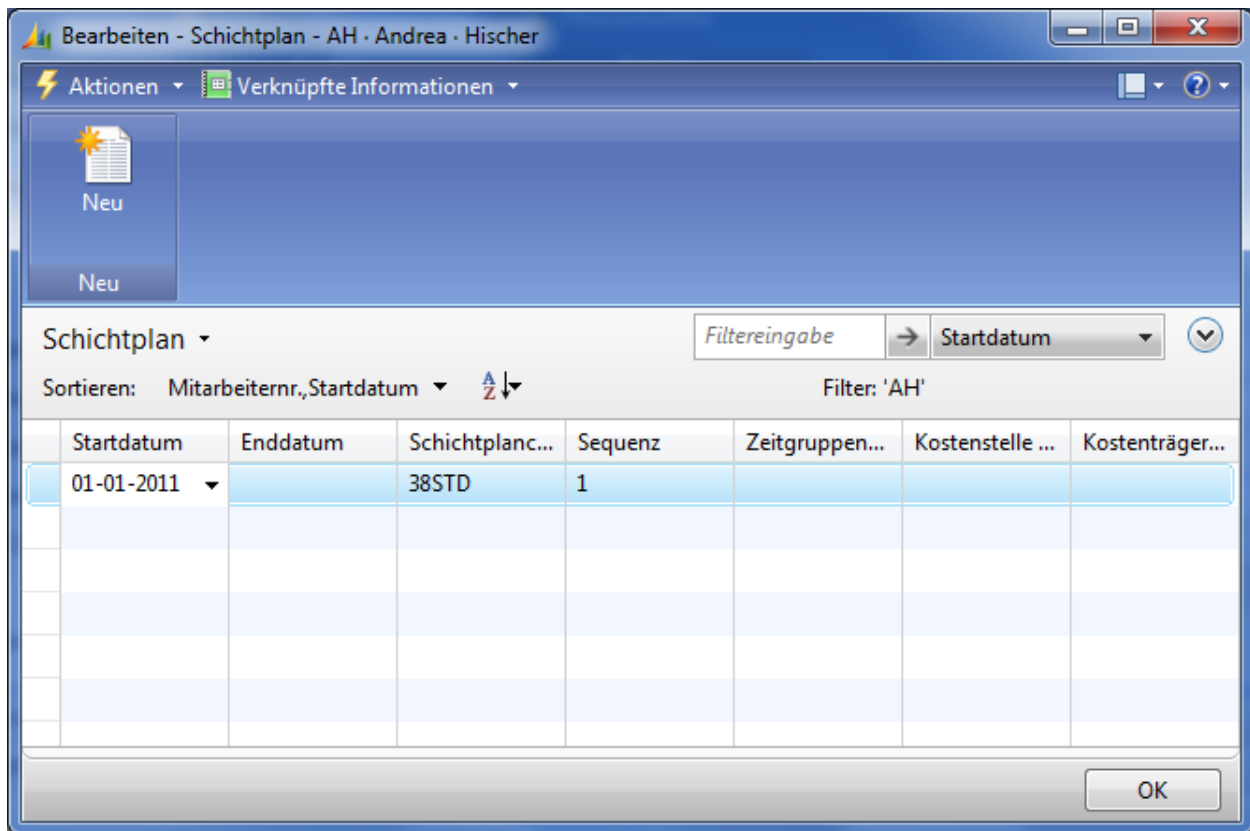 Bearbeiten - Schichtplan - AH · Andrea · Hischer
Aktionen Verknüpfte Informationen
Neu
Neu
Schichtplan Filtereingabe Startdatum
Sortieren: Mitarbeiternr.,Startdatum Filter: 'AH'
Startdatum Enddatum Schichtplanc... Sequenz Zeitgruppen... Kostenstelle ... Kostenträger...
01-01-2011 38STD 1
OK